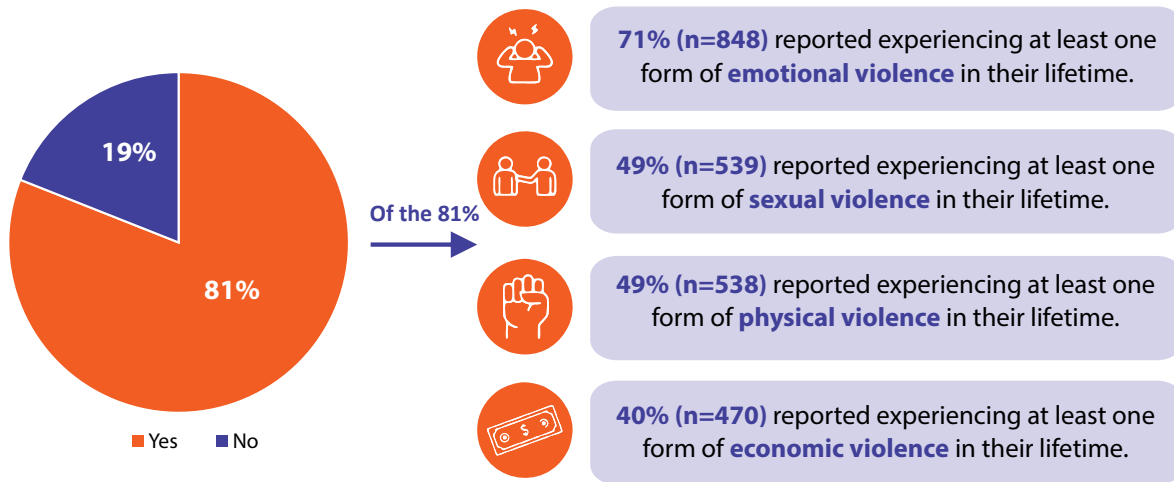 19%
81%
Yes
No
Of the 81%
71% (n=848) reported experiencing at least one
form of emotional violence in their lifetime.
49% (n=539) reported experiencing at least one
form of sexual violence in their lifetime.
49% (n=538) reported experiencing at least one
form of physical violence in their lifetime.
$
40% (n=470) reported experiencing at least one
form of economic violence in their lifetime.